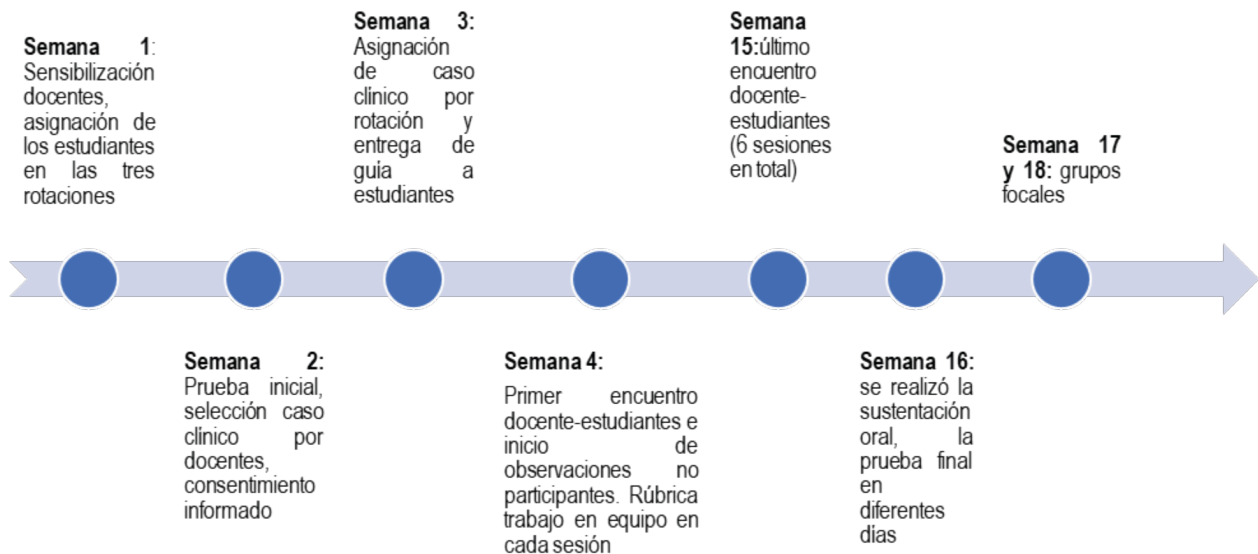 Semana 1:
Sensibilización
docentes,
asignación de
los estudiantes
en las tres
rotaciones
Semana 2:
Prueba inicial,
selección caso
clínico por
docentes,
consentimiento
informado
Semana 3:
Asignación
de caso
clínico por
rotación y
entrega de
guía a
estudiantes
Semana 4:
Primer encuentro
docente-estudiantes e
inicio de
observaciones no
participantes. Rúbrica
trabajo en equipo en
cada sesión
Semana
15:último
encuentro
docente-
estudiantes
(6 sesiones
en total)
Semana 16:
se realizó la
sustentación
oral, la
prueba final
en
diferentes
días
Semana 17
y 18: grupos
focales